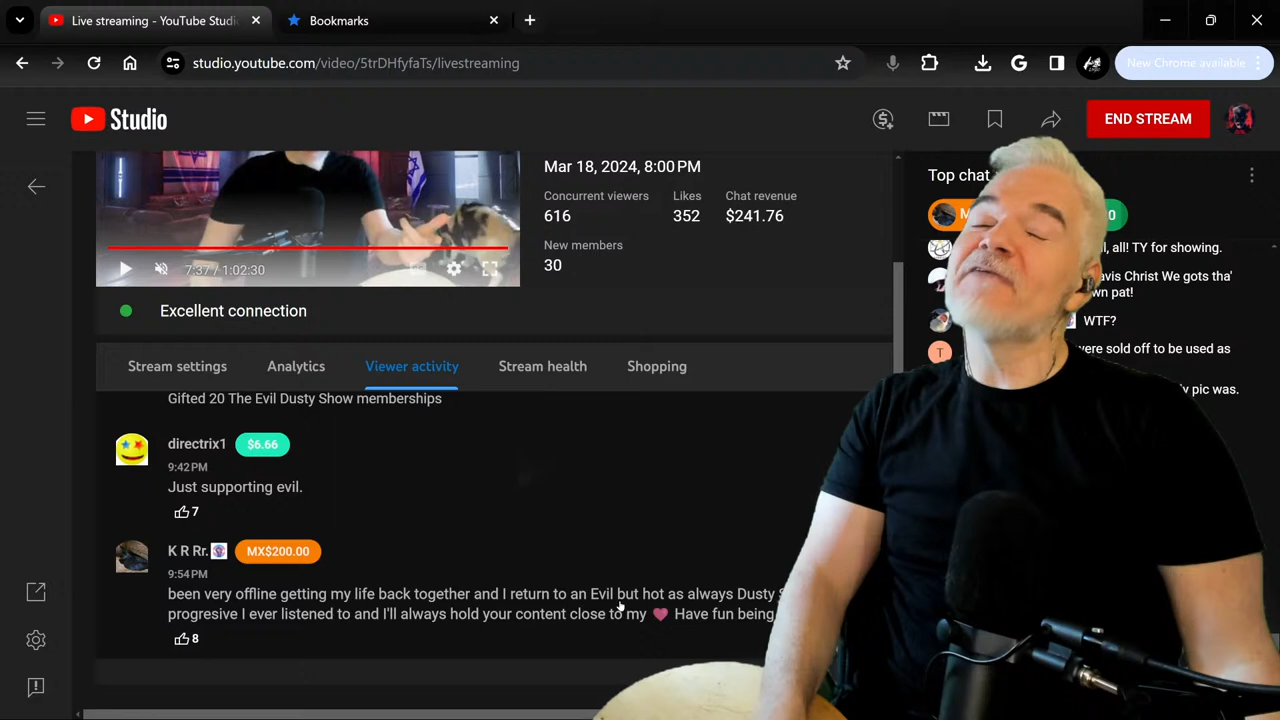 Live streaming - YouTube Studi
Bookmarks
studio.youtube.com/video/5trDHfyfaTs/livestreaming
New Chrome available
Studio
END STREAM
Mar 18, 2024, 8:00 PM
Concurrent viewers
Likes
Chat revenue
616
352
$241.76
New members
30
7:37 / 1:02:30
Excellent connection
Stream settings
Analytics
Viewer activity
Stream health
Shopping
Gifted 20 The Evil Dusty Show memberships
directrix1
$6.66
9:42 PM
Just supporting evil.
7
K R Rr.
MX$200.00
9:54 PM
been very offline getting my life back together and I return to an Evil but hot as always Dusty
progresive I ever listened to and I'll always hold your content close to my ❤ Have fun being
8
Top chat
all! TY for showing.
Christ We gots tha'
pat!
WTF?
were sold off to be used as
pic was.